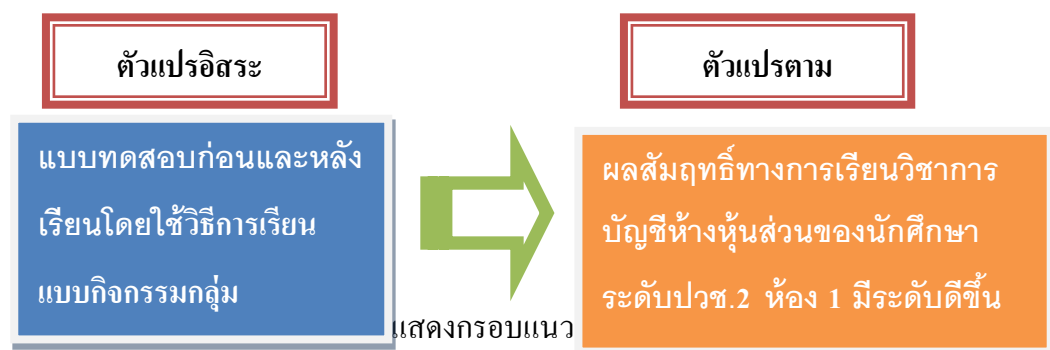 ตัวแปรอิสระ
ตัวแปรตาม
แบบทดสอบก่อนและหลัง
เรียนโดยใช้วิธีการเรียน
แบบกิจกรรมกลุ่ม
ผลสัมฤทธิ์ทางการเรียนวิชาการ
บัญชีห้างหุ้นส่วนของนักศึกษา
ระดับปวช.2 ห้อง 1 มีระดับดีขึ้น
แสดงกรอบแนว